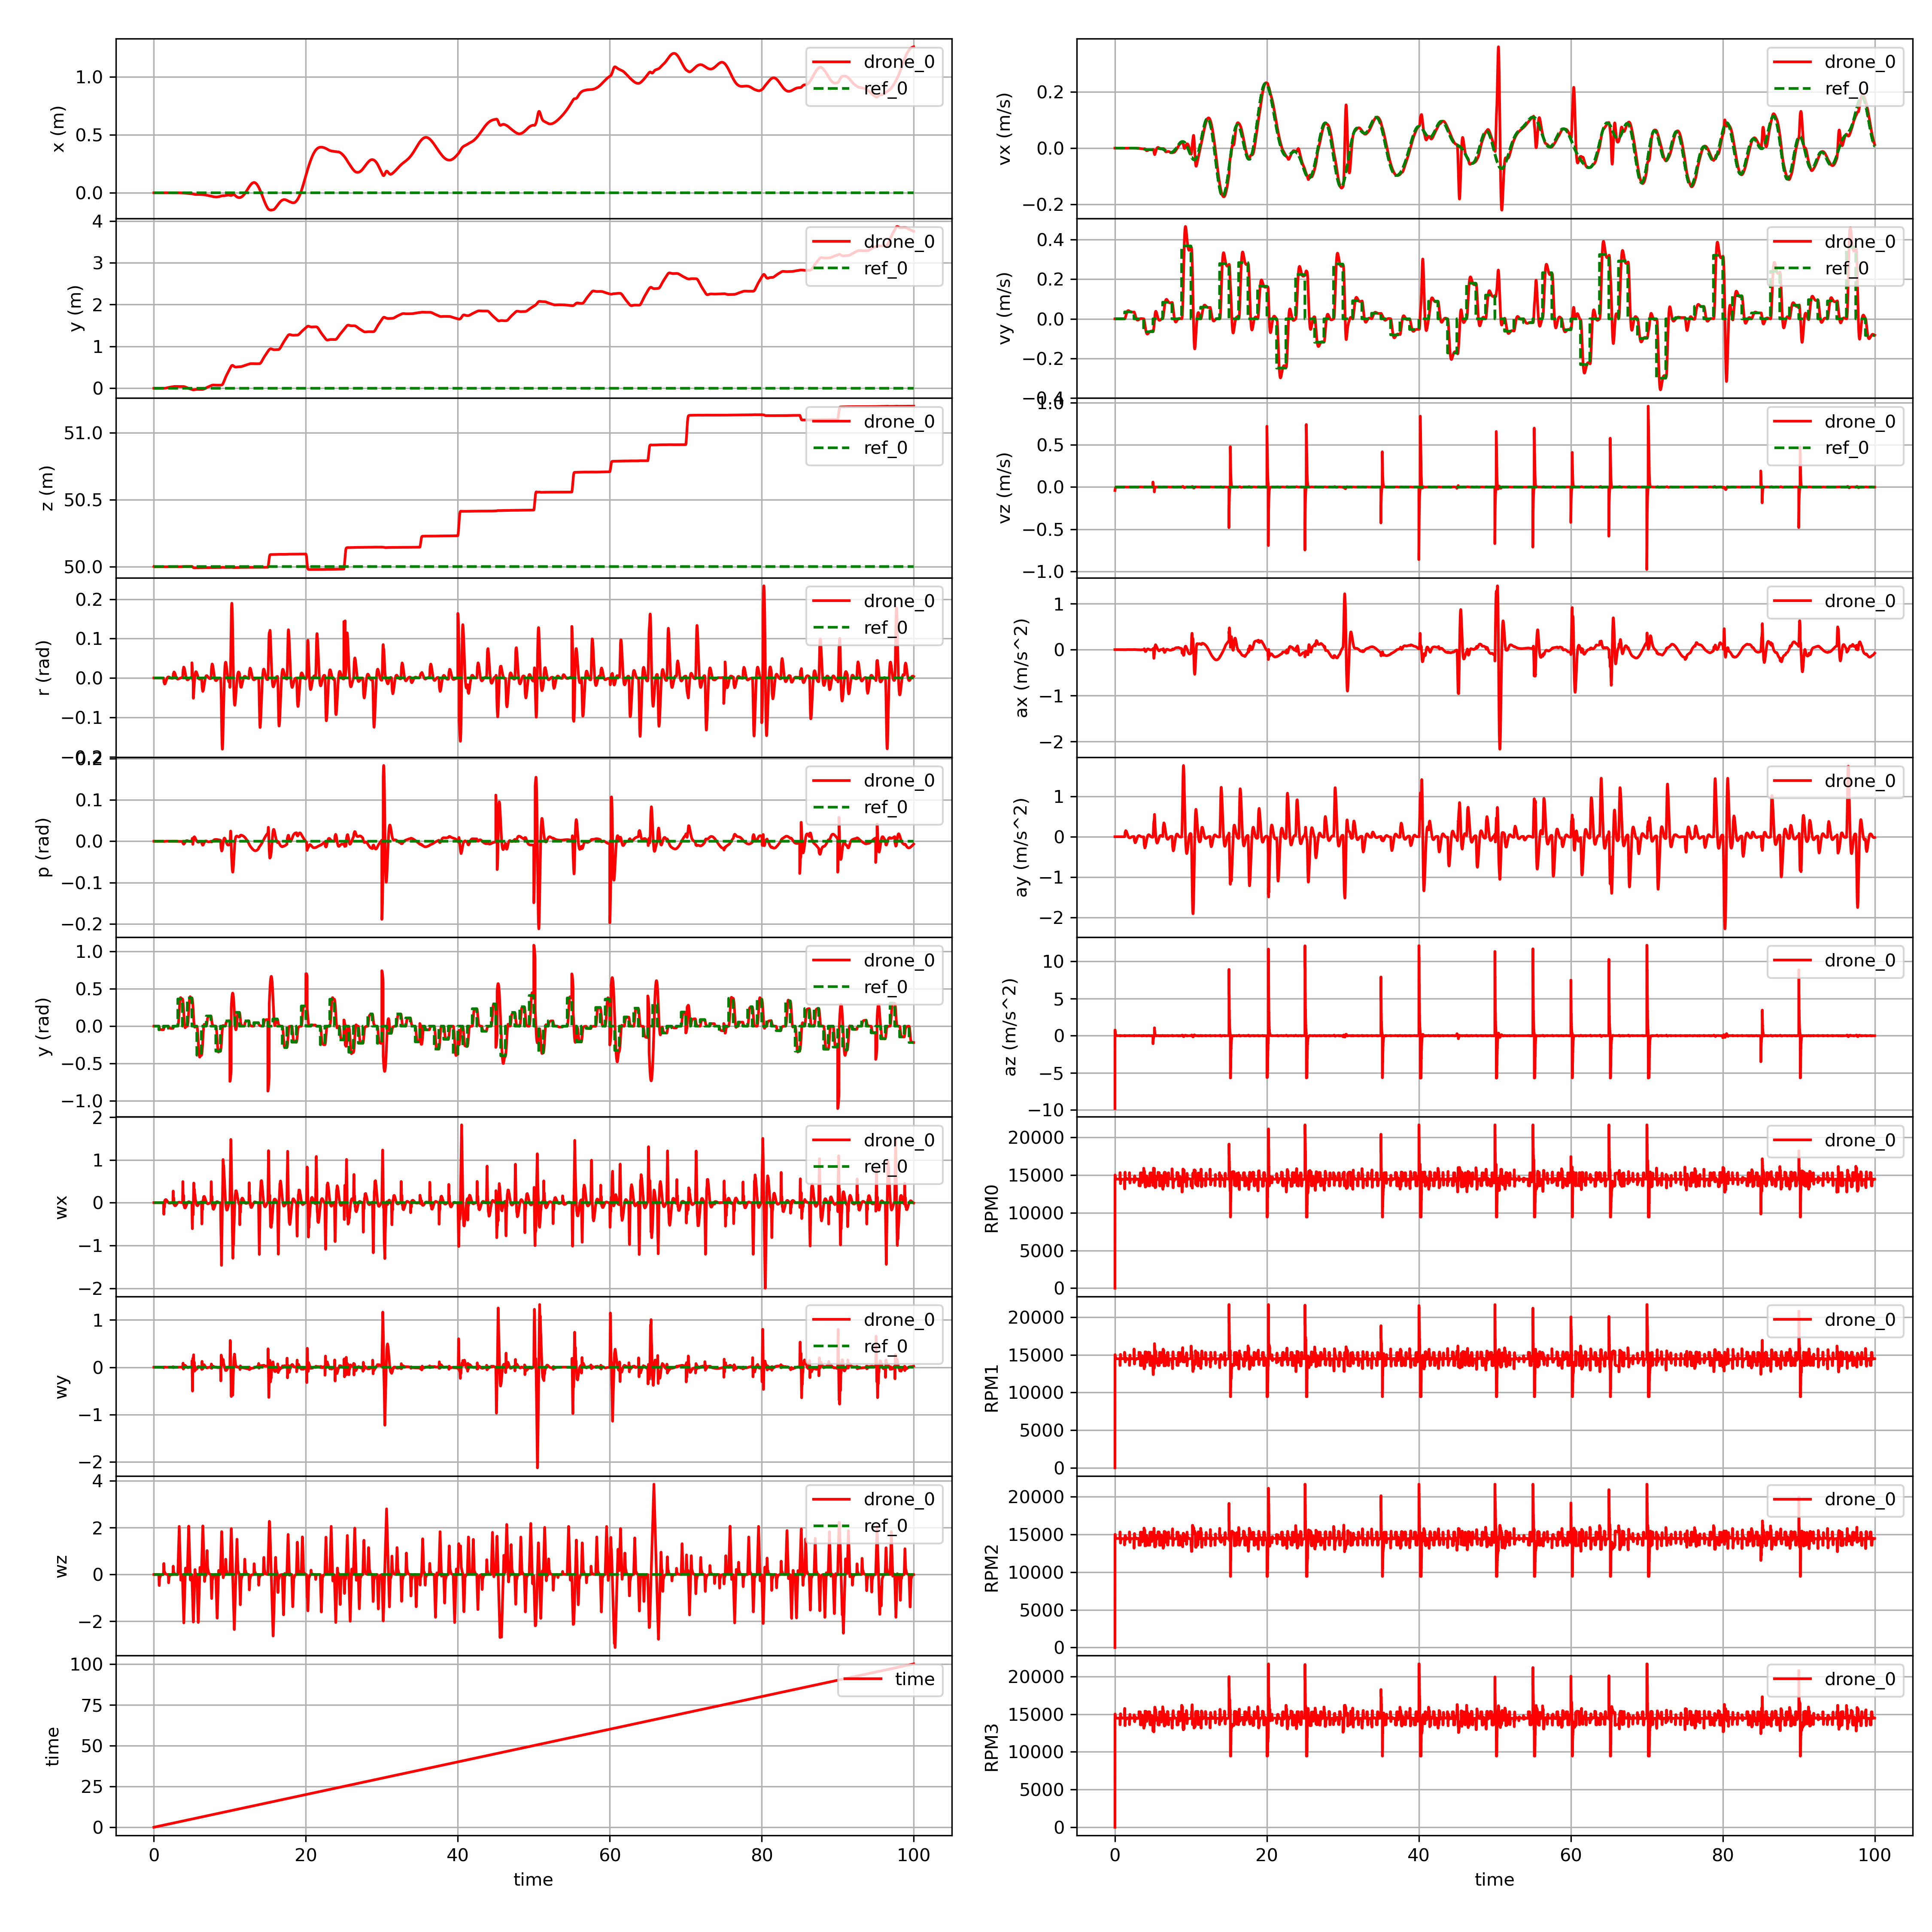 x (m)
1.0
0.5
0.0
drone_0
ref_0
y (m)
4
3
2
1
0
drone_0
ref_0
z (m)
51.0
50.5
50.0
drone_0
ref_0
r (rad)
0.2
0.1
0.0
−0.1
−0.2
drone_0
ref_0
p (rad)
0.2
0.1
0.0
−0.1
−0.2
drone_0
ref_0
y (rad)
1.0
0.5
0.0
−0.5
−1.0
drone_0
ref_0
wx
2
1
0
−1
−2
drone_0
ref_0
wy
1
0
−1
−2
drone_0
ref_0
wz
4
2
0
−2
drone_0
ref_0
time
100
75
50
25
0
time
0 20 40 60 80 100
time
vx (m/s)
0.2
0.0
−0.2
drone_0
ref_0
vy (m/s)
0.4
0.2
0.0
−0.2
−0.4
drone_0
ref_0
vz (m/s)
1.0
0.5
0.0
−0.5
−1.0
drone_0
ref_0
ax (m/s^2)
1
0
−1
−2
drone_0
ay (m/s^2)
1
0
−1
−2
drone_0
az (m/s^2)
10
5
0
−5
−10
drone_0
RPM0
20000
15000
10000
5000
0
drone_0
RPM1
20000
15000
10000
5000
0
drone_0
RPM2
20000
15000
10000
5000
0
drone_0
RPM3
20000
15000
10000
5000
0
drone_0
0 20 40 60 80 100
time